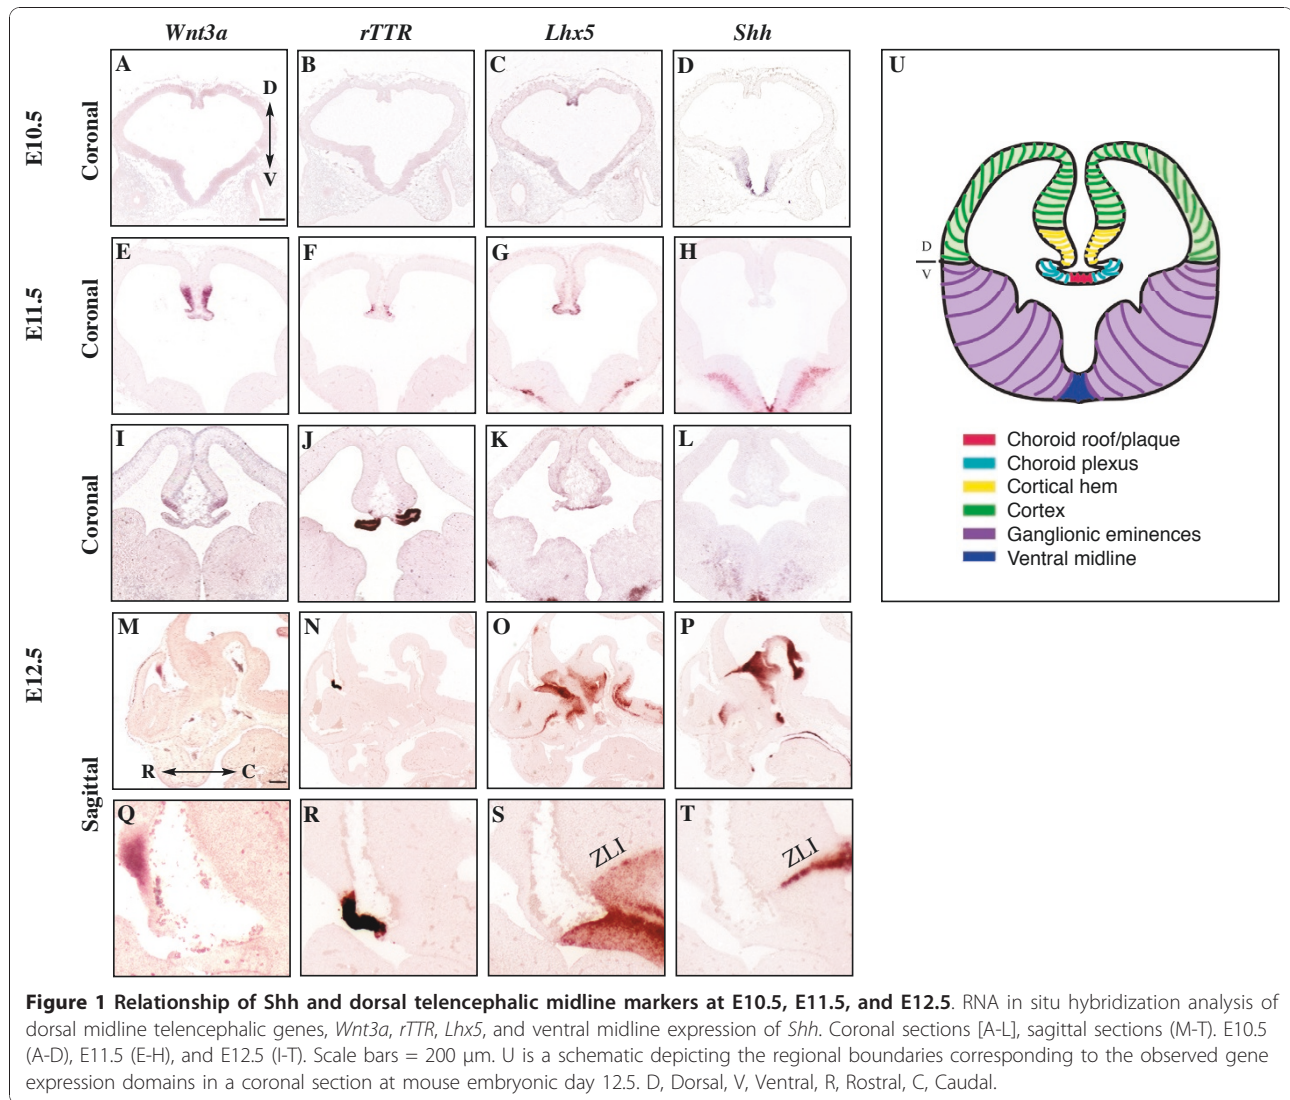 Wnt3a rTTR Lhx5 Shh
E10.5
Coronal
A
D
V
B
C
D
U
D
V
Choroid roof/plaque
Choroid plexus
Cortical hem
Cortex
Ganglionic eminences
Ventral midline
E11.5
Coronal
E
F
G
H
E12.5
Coronal
I
J
K
L
Sagittal
M
R
C
N
O
P
Q
R
S
ZLI
T
ZLI
Figure 1 Relationship of Shh and dorsal telencephalic midline markers at E10.5, E11.5, and E12.5. RNA in situ hybridization analysis of
dorsal midline telencephalic genes, Wnt3a, rTTR, Lhx5, and ventral midline expression of Shh. Coronal sections [A-L], sagittal sections (M-T). E10.5
(A-D), E11.5 (E-H), and E12.5 (I-T). Scale bars = 200 μm. U is a schematic depicting the regional boundaries corresponding to the observed gene
expression domains in a coronal section at mouse embryonic day 12.5. D, Dorsal, V, Ventral, R, Rostral, C, Caudal.